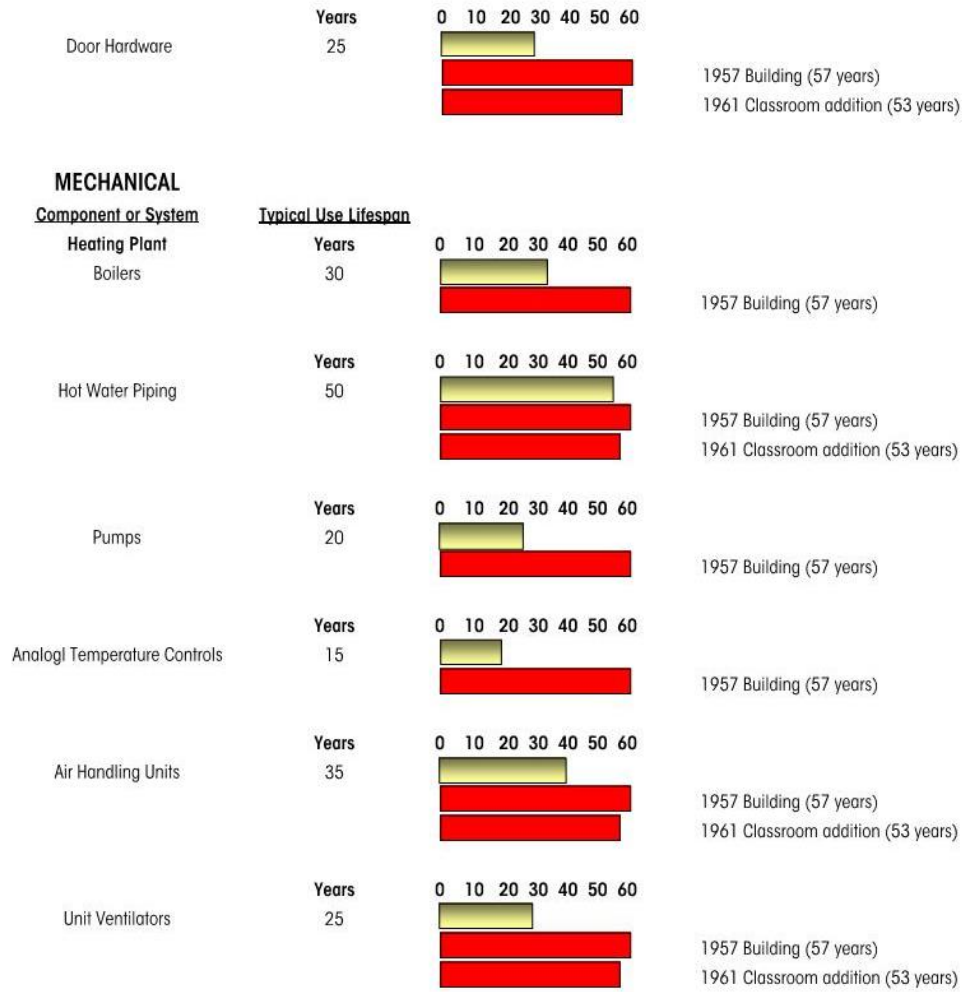 Years 0 10 20 30 40 50 60
Door Hardware 25
1957 Building (57 years)
1961 Classroom addition (53 years)
MECHANICAL
Component or System Typical Use Lifespan
Heating Plant Years 0 10 20 30 40 50 60
Boilers 30
1957 Building (57 years)
Years 0 10 20 30 40 50 60
Hot Water Piping 50
1957 Building (57 years)
1961 Classroom addition (53 years)
Years 0 10 20 30 40 50 60
Pumps 20
1957 Building (57 years)
Years 0 10 20 30 40 50 60
Analogl Temperature Controls 15
1957 Building (57 years)
Years 0 10 20 30 40 50 60
Air Handling Units 35
1957 Building (57 years)
1961 Classroom addition (53 years)
Years 0 10 20 30 40 50 60
Unit Ventilators 25
1957 Building (57 years)
1961 Classroom addition (53 years)